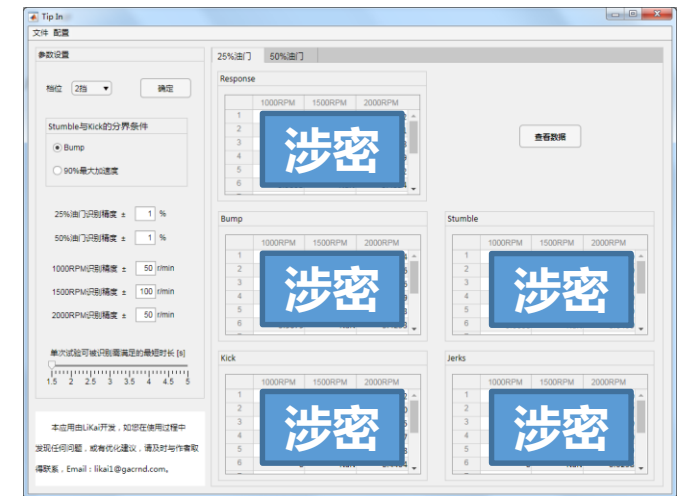 Tip In
文件 配置
参数设置
档位 2挡 ▼ 确定
Stumble与Kick的分界条件
Bump
90%最大加速度
25%油门识别精度 ± 1 %
50%油门识别精度 ± 1 %
1000RPM识别精度 ± 50 r/min
1500RPM识别精度 ± 100 r/min
2000RPM识别精度 ± 50 r/min
单次试验可被识别需满足的最短时长 [s]
1.5 2 2.5 3 3.5 4 4.5 5
本应用由LiKai开发，如您在使用过程中
发现任何问题，或有优化建议，请及时与作者取
得联系，Email：likai1@gacrnd.com。
25%油门 50%油门
Response
1000RPM 1500RPM 2000RPM
1
2
3
4
5
6
涉密
查看数据
Bump
1000RPM 1500RPM 2000RPM
1
2
3
4
5
6
涉密
Stumble
1000RPM 1500RPM 2000RPM
1
2
3
4
5
6
涉密
Kick
1000RPM 1500RPM 2000RPM
1
2
3
4
5
6
涉密
Jerks
1000RPM 1500RPM 2000RPM
1
2
3
4
5
6
涉密